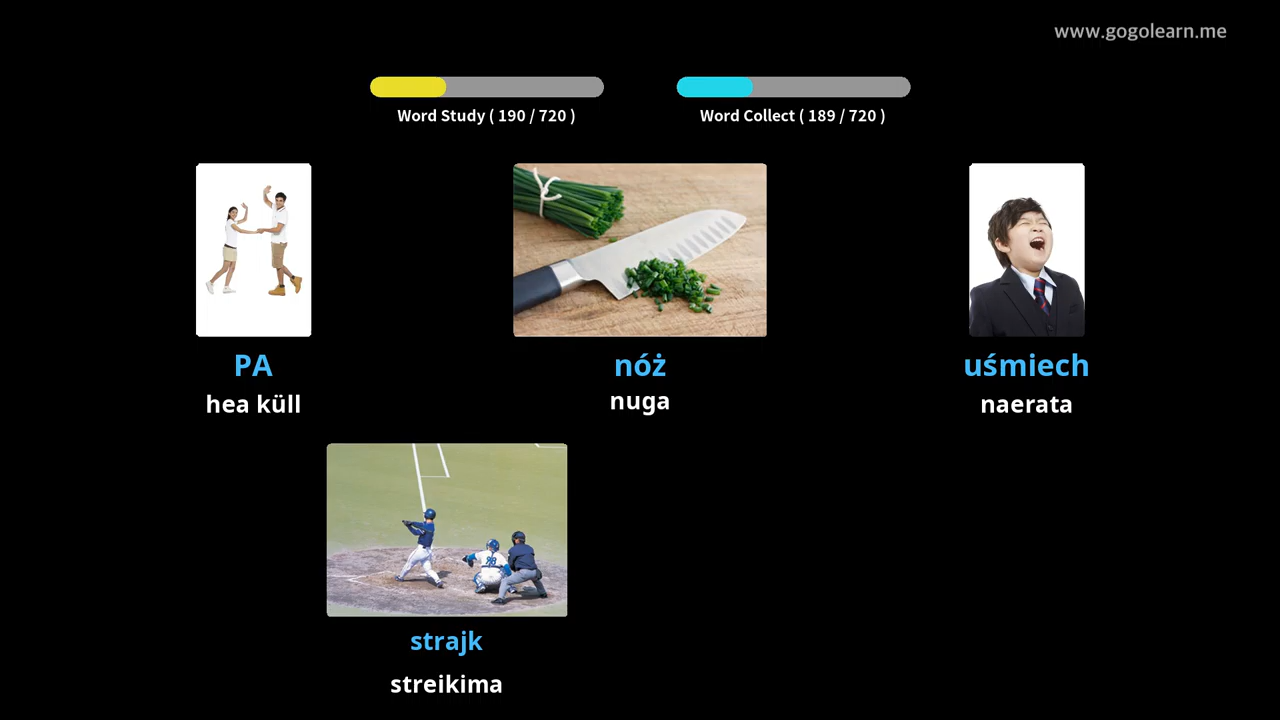 www.gogolearn.me
Word Study ( 190 / 720 )
Word Collect ( 189 / 720 )
PA
hea küll
nóż
nuga
uśmiech
naerata
strajk
streikima